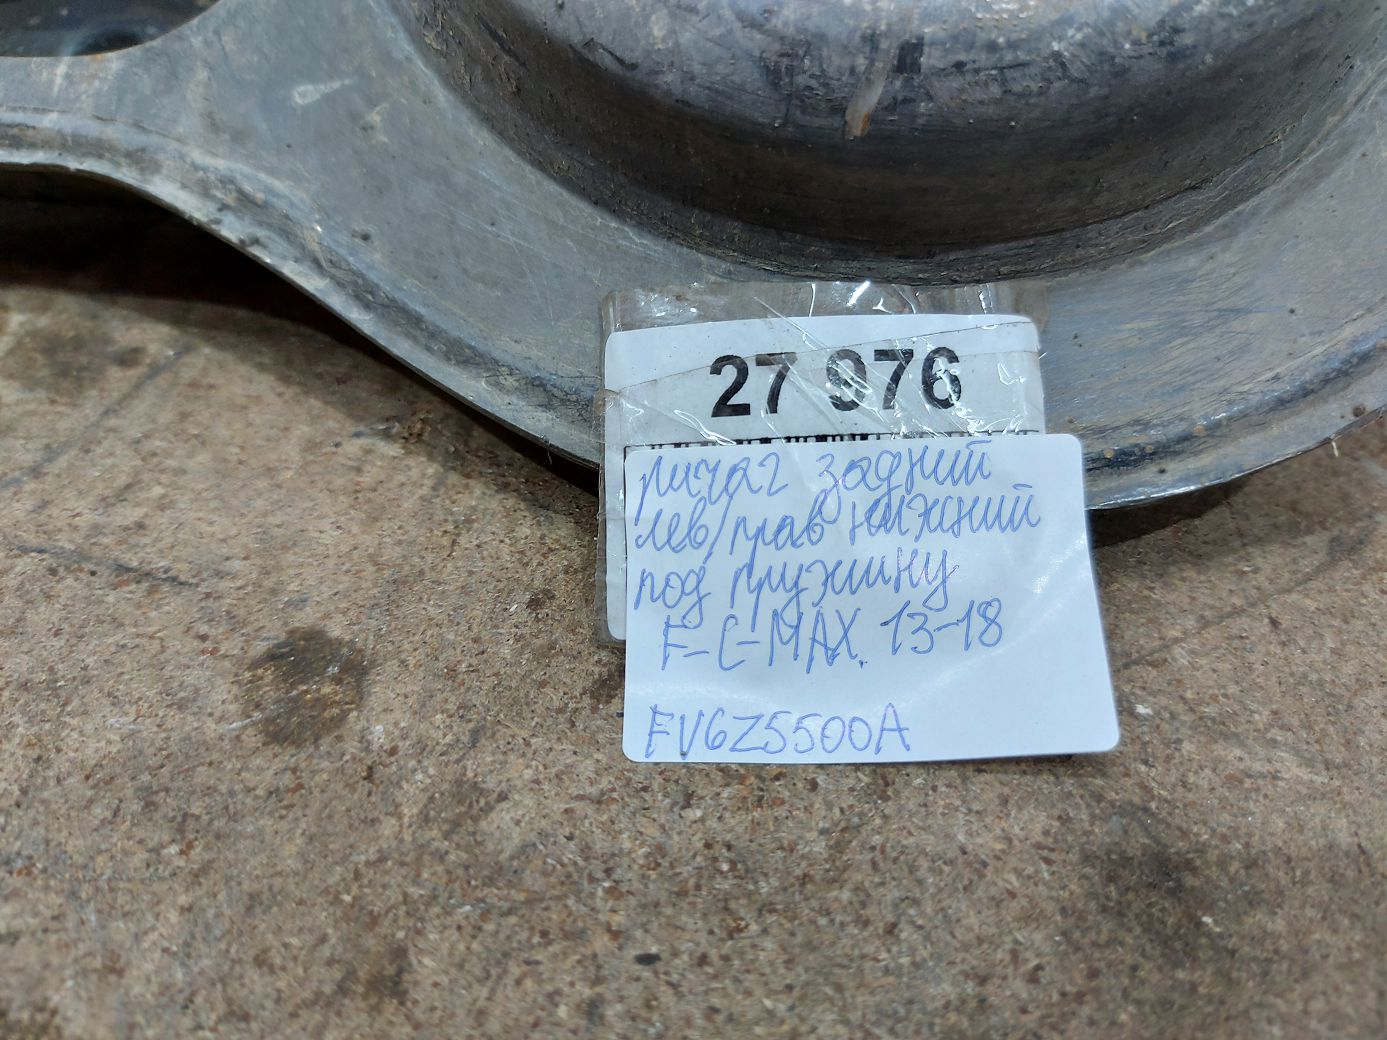 27 976
рычаг задний
лев/прав нижний
под пружину
F-C-MAX. 13-18
FV6Z5500A